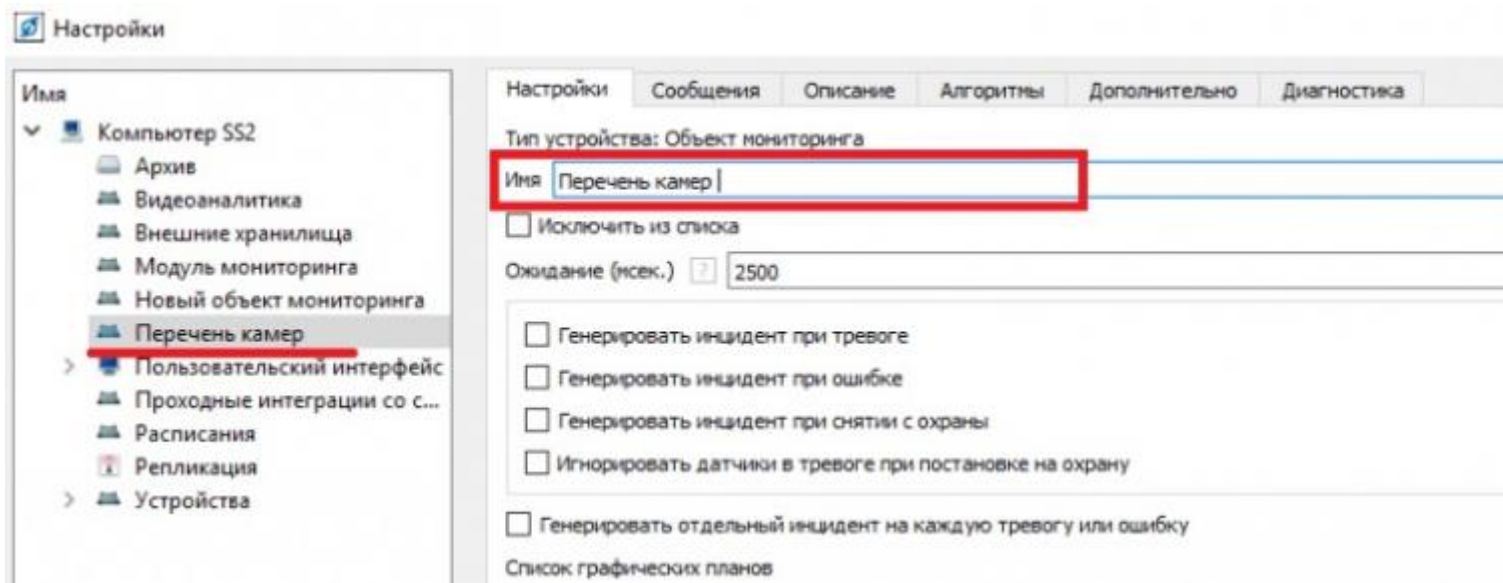 Настройки
Имя
Компьютер SS2
Архив
Видеоаналитика
Внешние хранилища
Модуль мониторинга
Новый объект мониторинга
Перечень камер
Пользовательский интерфейс
Проходные интеграции со с...
Расписания
Репликация
Устройства
Настройки Сообщения Описание Алгоритмы Дополнительно Диагностика
Тип устройства: Объект мониторинга
Имя Перечень камер
Исключить из списка
Ожидание (мсек.) ? 2500
Генерировать инцидент при тревоге
Генерировать инцидент при ошибке
Генерировать инцидент при снятии с охраны
Игнорировать датчики в тревоге при постановке на охрану
Генерировать отдельный инцидент на каждую тревогу или ошибку
Список графических планов